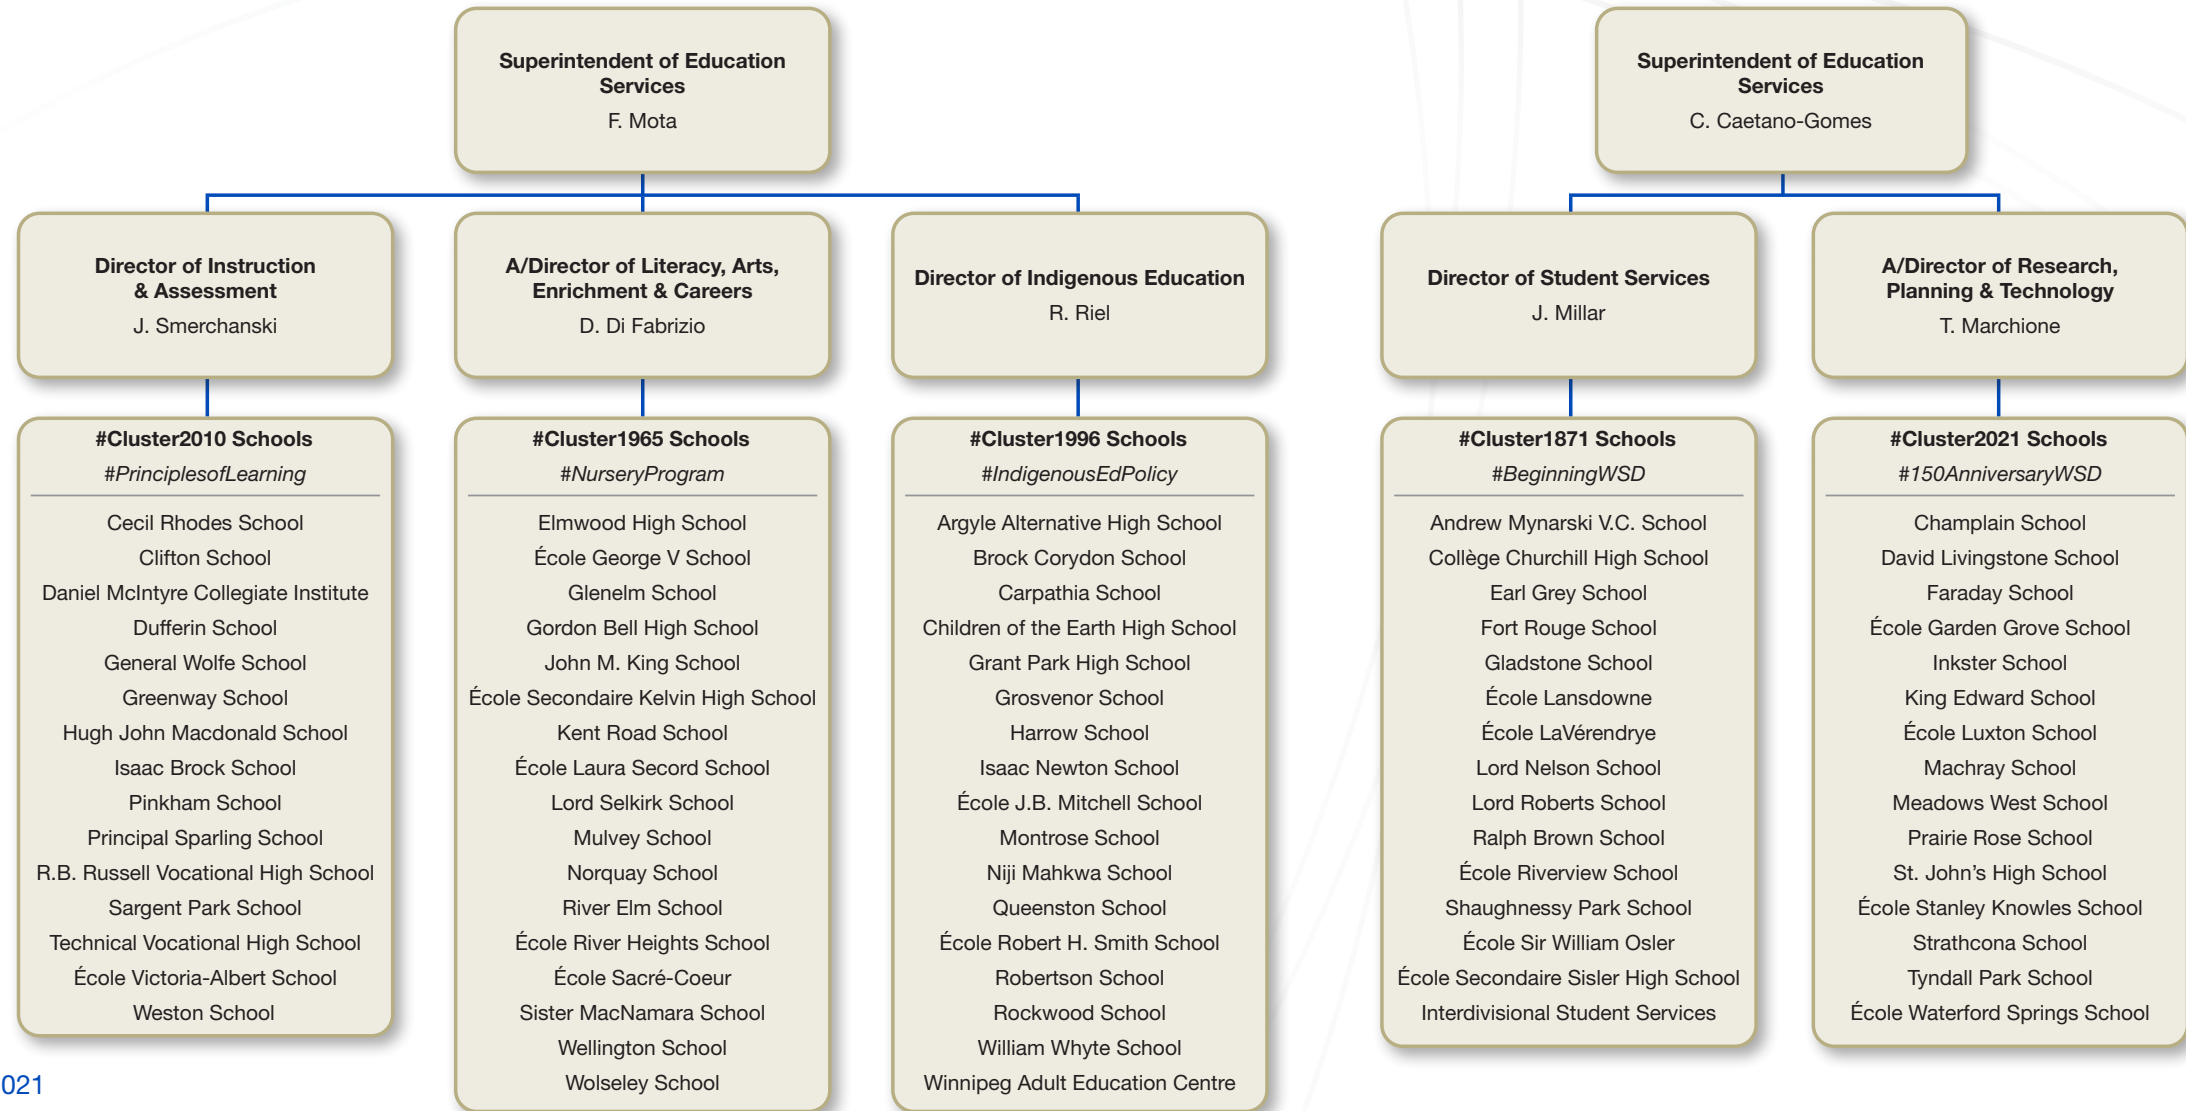 Superintendent of Education
Services
F. Mota
Superintendent of Education
Services
C. Caetano-Gomes
Director of Instruction
& Assessment
J. Smerchanski
A/Director of Literacy, Arts,
Enrichment & Careers
D. Di Fabrizio
Director of Indigenous Education
R. Riel
Director of Student Services
J. Millar
A/Director of Research,
Planning & Technology
T. Marchione
#Cluster2010 Schools
#PrinciplesofLearning
Cecil Rhodes School
Clifton School
Daniel McIntyre Collegiate Institute
Dufferin School
General Wolfe School
Greenway School
Hugh John Macdonald School
Isaac Brock School
Pinkham School
Principal Sparling School
R.B. Russell Vocational High School
Sargent Park School
Technical Vocational High School
École Victoria-Albert School
Weston School
#Cluster1965 Schools
#NurseryProgram
Elmwood High School
École George V School
Glenelm School
Gordon Bell High School
John M. King School
École Secondaire Kelvin High School
Kent Road School
École Laura Secord School
Lord Selkirk School
Mulvey School
Norquay School
River Elm School
École River Heights School
École Sacré-Coeur
Sister MacNamara School
Wellington School
Wolseley School
#Cluster1996 Schools
#IndigenousEdPolicy
Argyle Alternative High School
Brock Corydon School
Carpathia School
Children of the Earth High School
Grant Park High School
Grosvenor School
Harrow School
Isaac Newton School
École J.B. Mitchell School
Montrose School
Niji Mahkwa School
Queenston School
École Robert H. Smith School
Robertson School
Rockwood School
William Whyte School
Winnipeg Adult Education Centre
#Cluster1871 Schools
#BeginningWSD
Andrew Mynarski V.C. School
Collège Churchill High School
Earl Grey School
Fort Rouge School
Gladstone School
École Lansdowne
École LaVérendrye
Lord Nelson School
Lord Roberts School
Ralph Brown School
École Riverview School
Shaughnessy Park School
École Sir William Osler
École Secondaire Sisler High School
Interdivisional Student Services
#Cluster2021 Schools
#150AnniversaryWSD
Champlain School
David Livingstone School
Faraday School
École Garden Grove School
Inkster School
King Edward School
École Luxton School
Machray School
Meadows West School
Prairie Rose School
St. John’s High School
École Stanley Knowles School
Strathcona School
Tyndall Park School
École Waterford Springs School
021